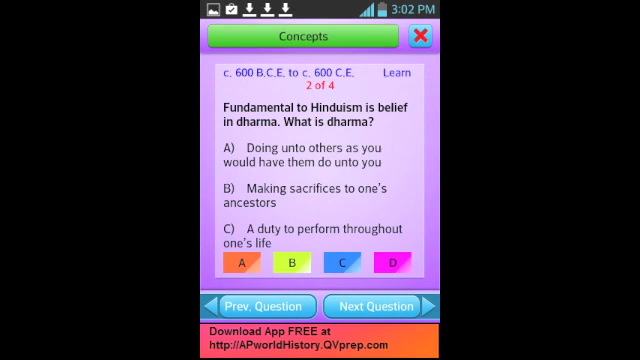 3:02 PM
Concepts
c. 600 B.C.E. to c. 600 C.E. Learn
2 of 4
Fundamental to Hinduism is belief
in dharma. What is dharma?
A) Doing unto others as you
would have them do unto you
B) Making sacrifices to one's
ancestors
C) A duty to perform throughout
one's life
A B C D
Prev. Question Next Question
Download App FREE at
http://APworldHistory.QVprep.com